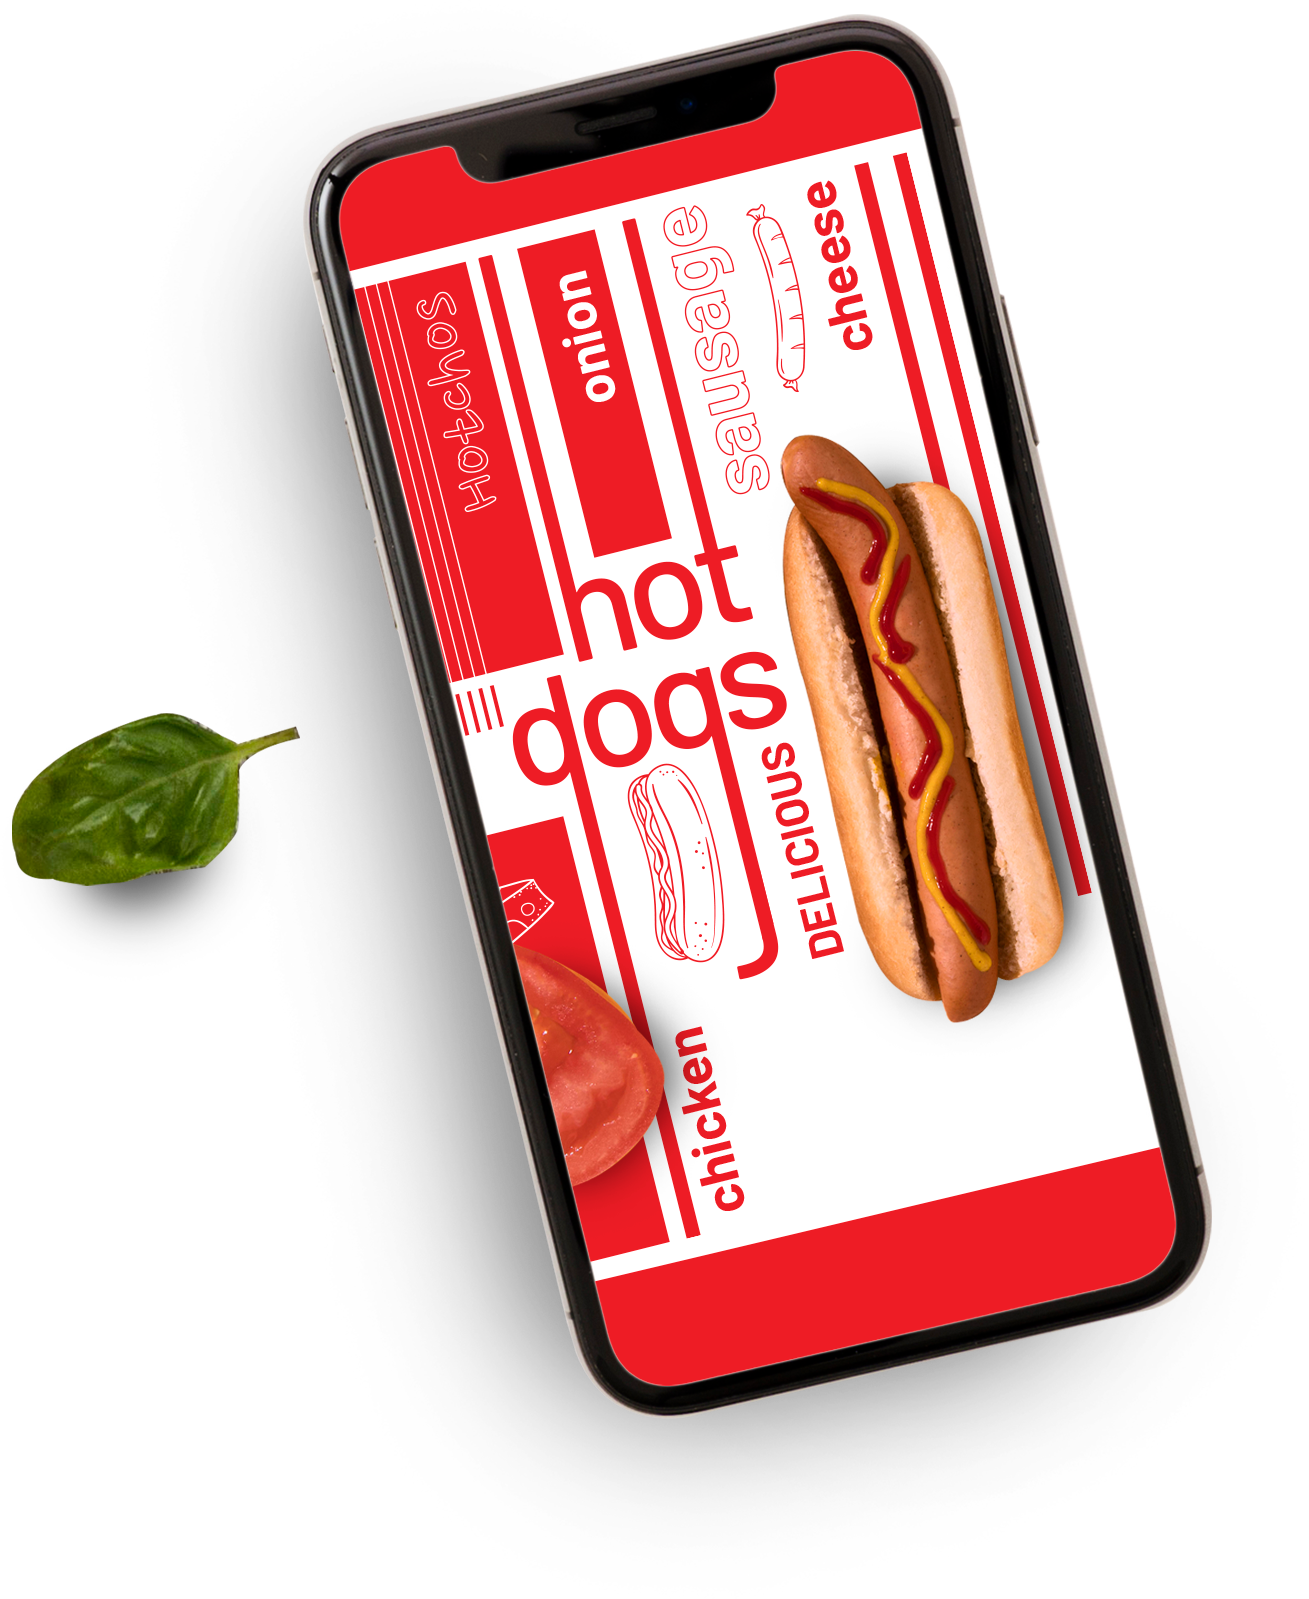 Hotchos
onion
sausage
cheese
hot
dogs
DELICIOUS
chicken